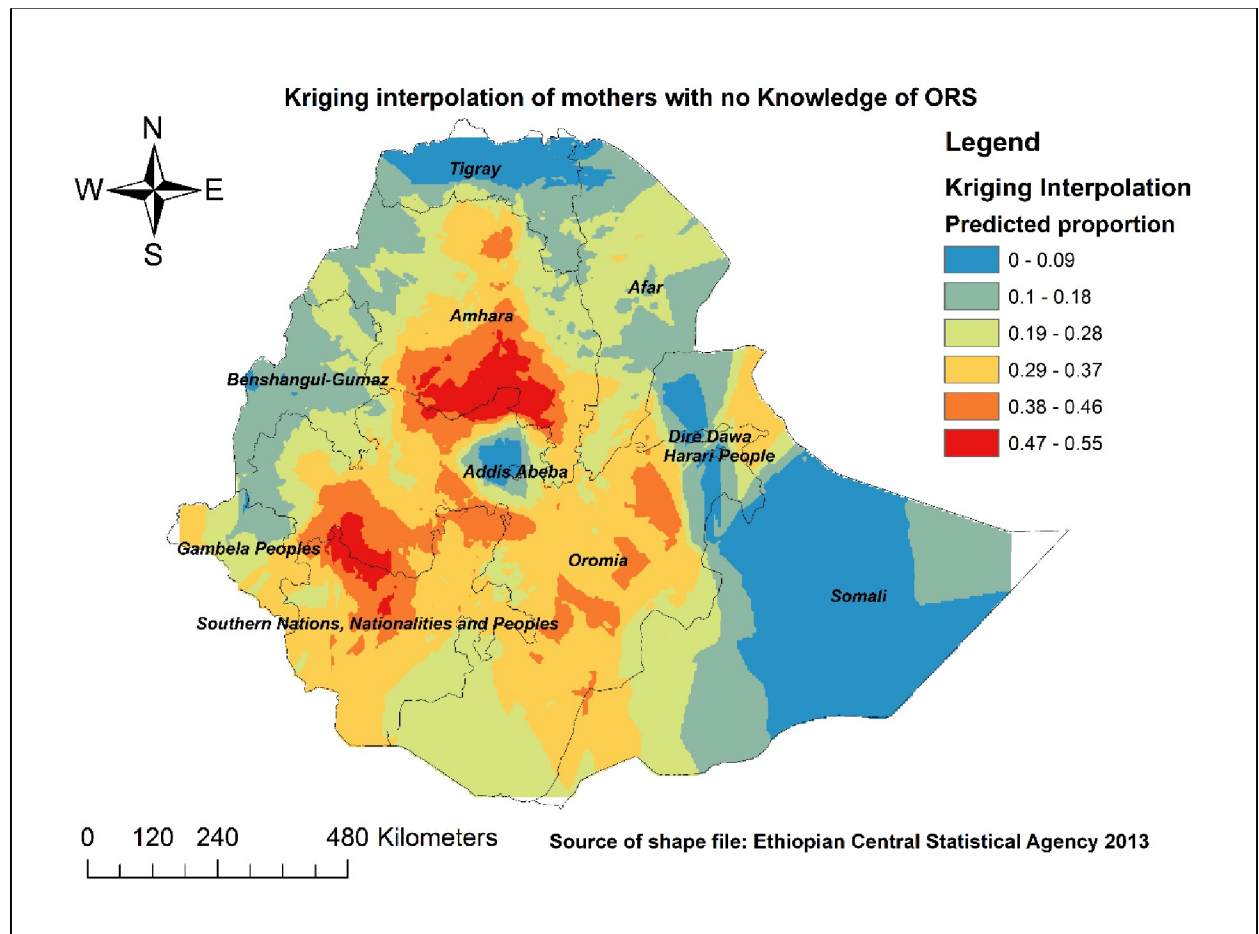 Kriging interpolation of mothers with no Knowledge of ORS
N
W E
S
Legend
Kriging Interpolation
Predicted proportion
0 - 0.09
0.1 - 0.18
0.19 - 0.28
0.29 - 0.37
0.38 - 0.46
0.47 - 0.55
Tigray
Afar
Amhara
Benshangul-Gumaz
Dire Dawa
Harari People
Addis Abeba
Gambela Peoples
Oromia
Somali
Southern Nations, Nationalities and Peoples
0 120 240 480 Kilometers
Source of shape file: Ethiopian Central Statistical Agency 2013